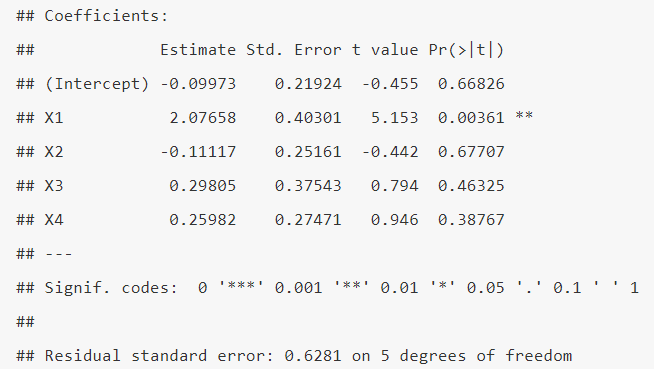 ## Coefficients:
##             Estimate Std. Error t value Pr(>|t|)
## (Intercept) -0.09973    0.21924  -0.455  0.66826
## X1           2.07658    0.40301   5.153  0.00361 **
## X2          -0.11117    0.25161  -0.442  0.67707
## X3           0.29805    0.37543   0.794  0.46325
## X4           0.25982    0.27471   0.946  0.38767
## ---
## Signif. codes:  0 '***' 0.001 '**' 0.01 '*' 0.05 '.' 0.1 ' ' 1
##
## Residual standard error: 0.6281 on 5 degrees of freedom